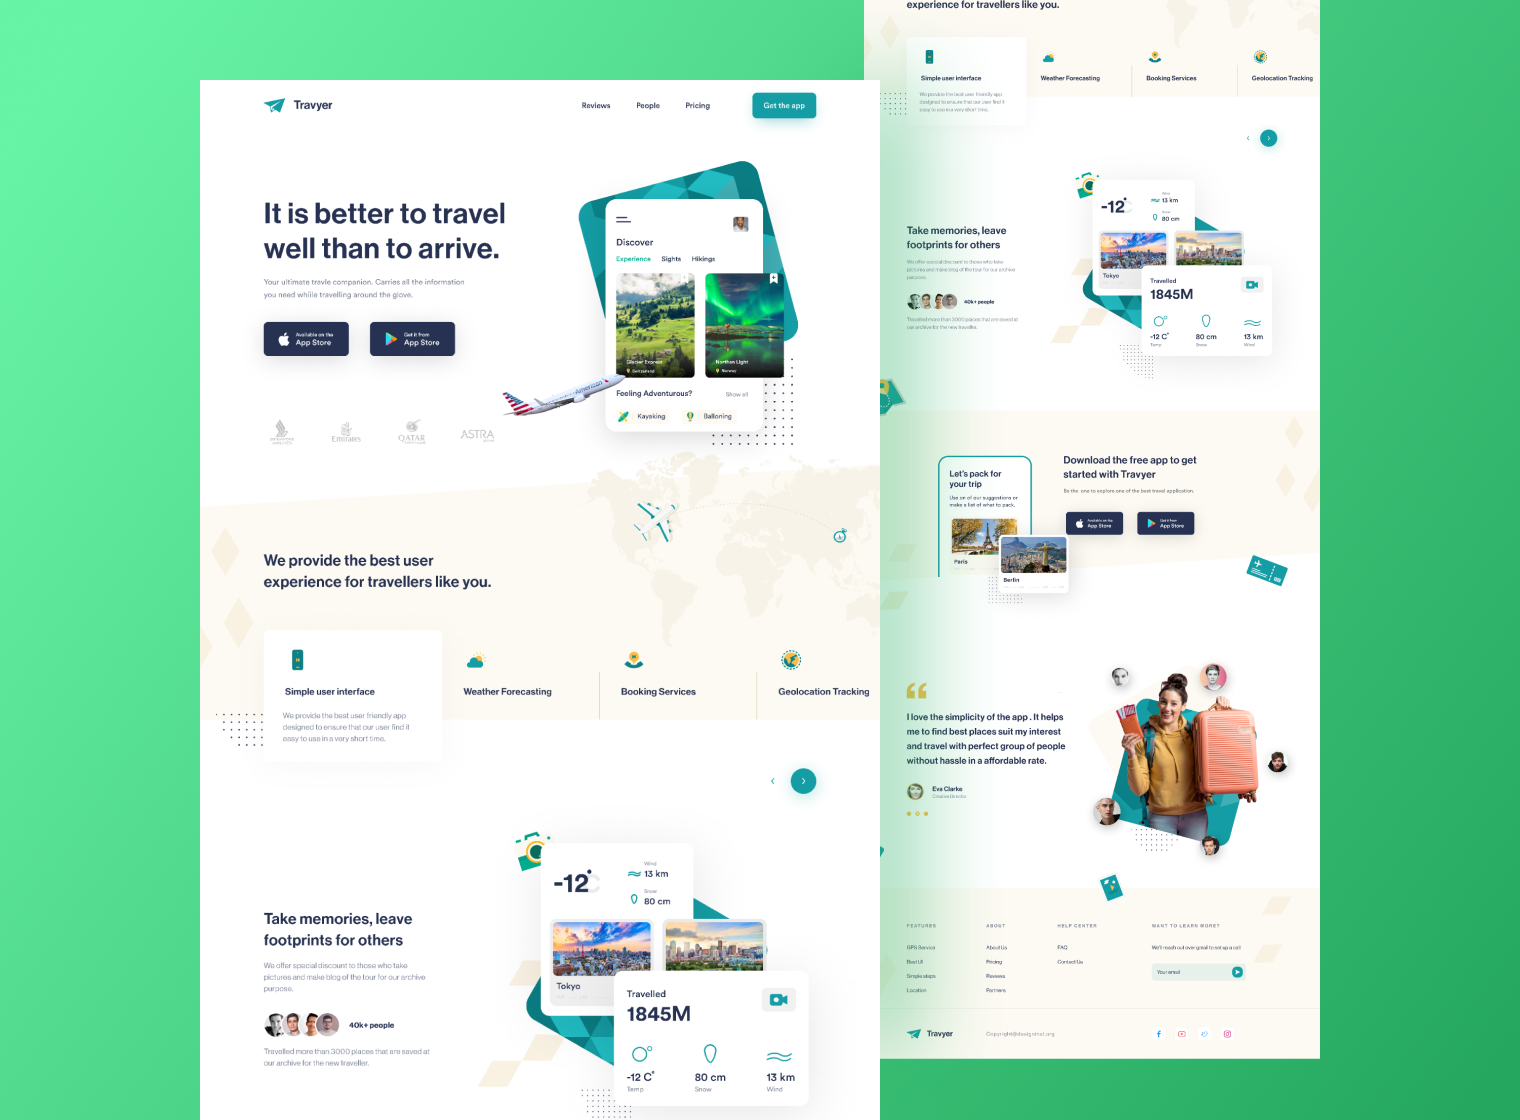 Travyer
Reviews
People
Pricing
Get the app
It is better to travel
well than to arrive.
Your ultimate travle companion. Carries all the information
you need while travelling around the glove.
Available on the
App Store
Get it from
App Store
Emirates
QATAR
ASTRA
Discover
Experience
Sights
Hikings
Glacier Express
Switzerland
Northan Light
Norway
American
Feeling Adventurous?
Show all
Kayaking
Balloning
We provide the best user
experience for travellers like you.
Simple user interface
We provide the best user friendly app
designed to ensure that our user find it
easy to use in a very short time.
Weather Forecasting
Booking Services
Geolocation Tracking
Take memories, leave
footprints for others
We offer special discount to those who take
pictures and make blog of the tour for our archive
purpose.
40k+ people
Travelled more than 3000 places that are saved at
our archive for the new traveller.
-12°C
Wind
13 km
Snow
80 cm
Tokyo
Travelled
1845M
-12 C°
Temp
80 cm
Snow
13 km
Wind
experience for travellers like you.
Simple user interface
We provide the best user friendly app
designed to ensure that our user find it
easy to use in a very short time.
Weather Forecasting
Booking Services
Geolocation Tracking
Take memories, leave
footprints for others
We offer special discount to those who take
pictures and make blog of the tour for our archive
purpose.
40k+ people
Travelled more than 3000 places that are saved at
our archive for the new traveller.
-12°C
Wind
13 km
Snow
80 cm
Tokyo
Travelled
1845M
-12 C°
Temp
80 cm
Snow
13 km
Wind
Let's pack for
your trip
Use on of our suggestions or
make a list of what to pack.
Paris
Berlin
Download the free app to get
started with Travyer
Be the one to explore one of the best travel application.
Available on the
App Store
Get it from
App Store
I love the simplicity of the app . It helps
me to find best places suit my interest
and travel with perfect group of people
without hassle in a affordable rate.
Eva Clarke
Creative Director
FEATURES
GPS Service
Best UI
Simple steps
Location
ABOUT
About Us
Pricing
Reviews
Partners
HELP CENTER
FAQ
Contact Us
WANT TO LEARN MORE?
We'll reach out over gmail to set up a call
Your email
Travyer
Copyright@designtnet.org